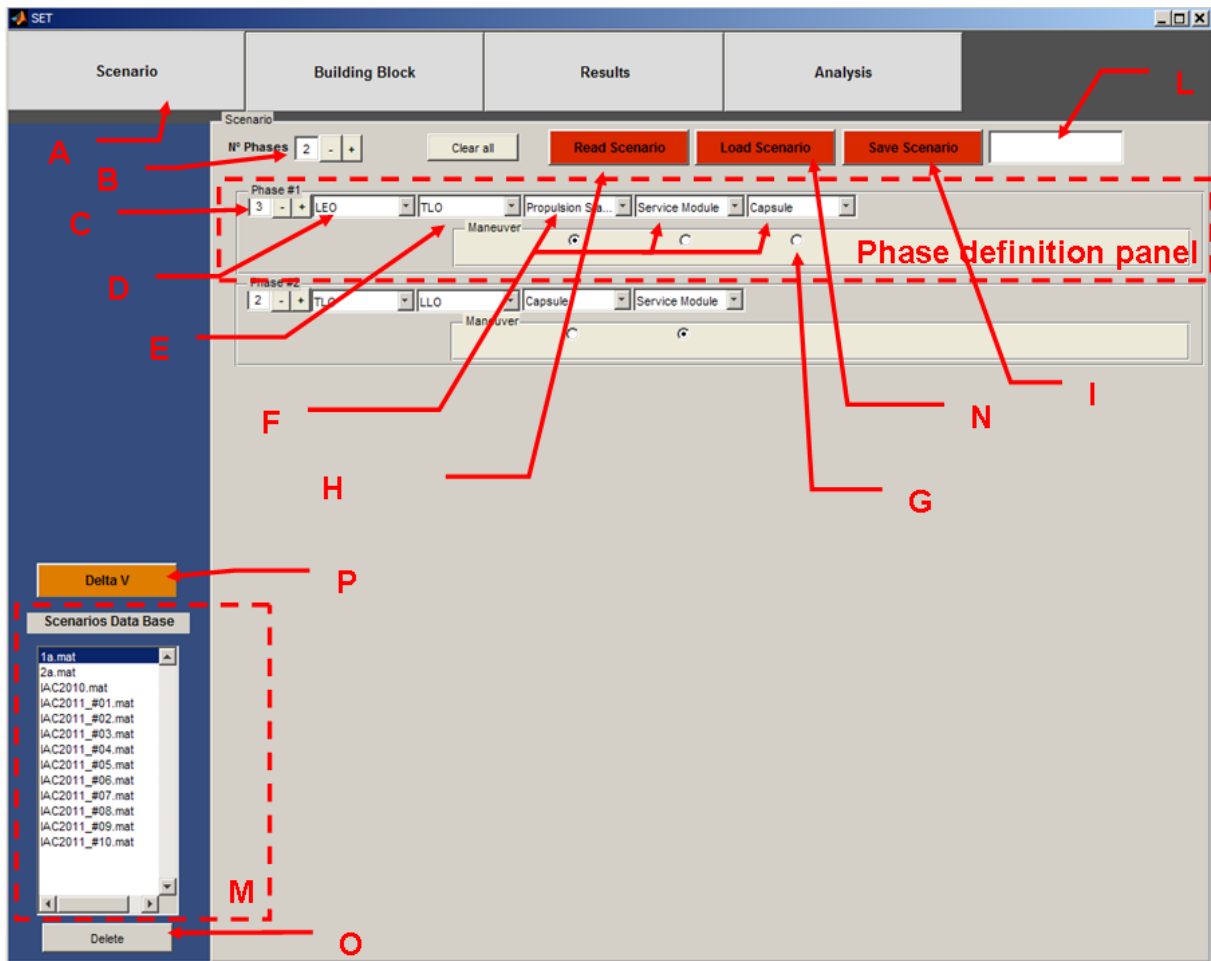 SET
Scenario Building Block Results Analysis
L
Scenario
A
Nº Phases 2 - + Clear all Read Scenario Load Scenario Save Scenario
B
Phase #1
C
3 - + LEO TLO Propulsion Sta... Service Module Capsule
Maneuver
Phase definition panel
D
Phase #2
2 - + TLO LLO Capsule Service Module
Maneuver
E
F
N
I
H
G
Delta V
P
Scenarios Data Base
1a.mat
2a.mat
IAC2010.mat
IAC2011_#01.mat
IAC2011_#02.mat
IAC2011_#03.mat
IAC2011_#04.mat
IAC2011_#05.mat
IAC2011_#06.mat
IAC2011_#07.mat
IAC2011_#08.mat
IAC2011_#09.mat
IAC2011_#10.mat
M
Delete
O